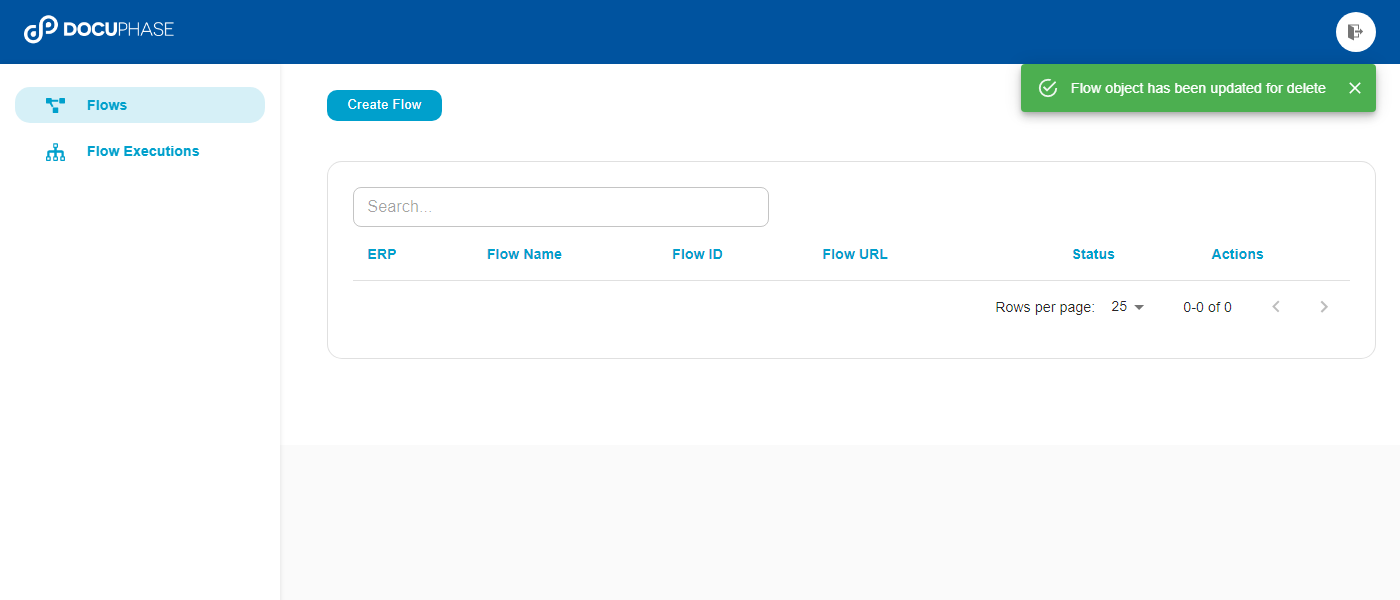 DOCUPHASE
Flow object has been updated for delete
Flows
Flow Executions
Create Flow
Search...
ERP Flow Name Flow ID Flow URL Status Actions
Rows per page: 25 0-0 of 0